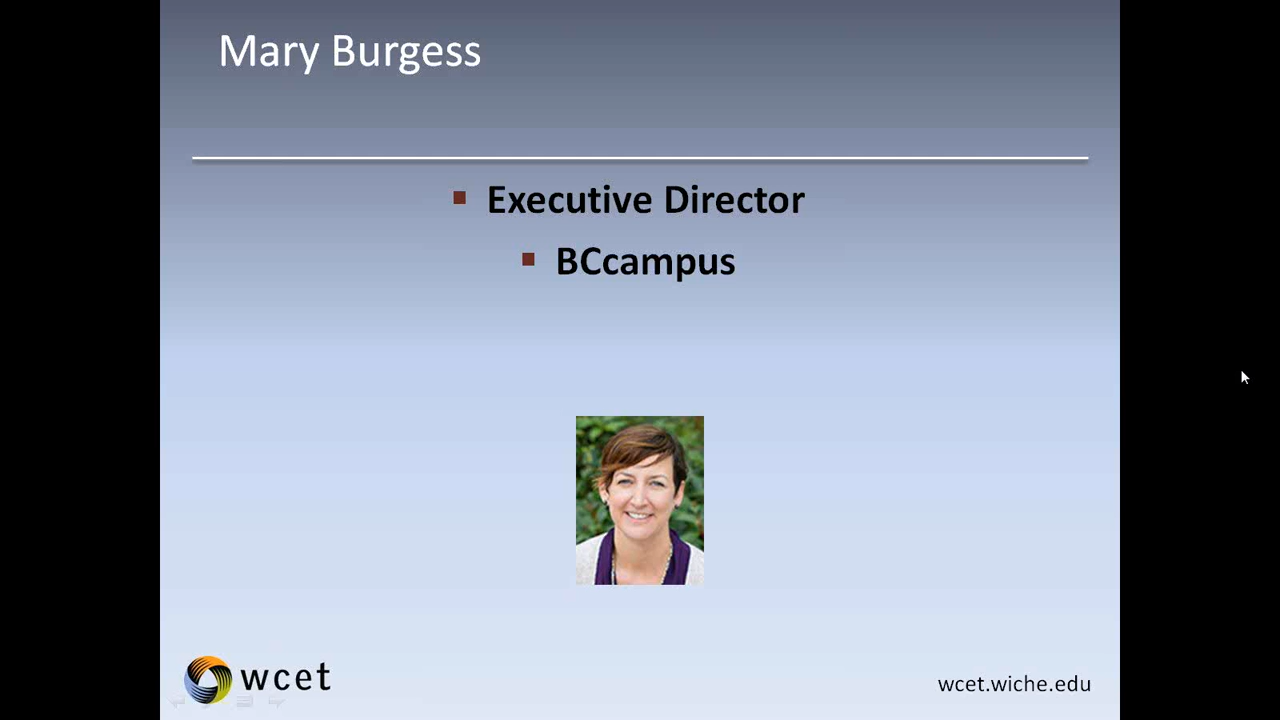 Mary Burgess
Executive Director
BCcampus
wcet
wcet.wiche.edu